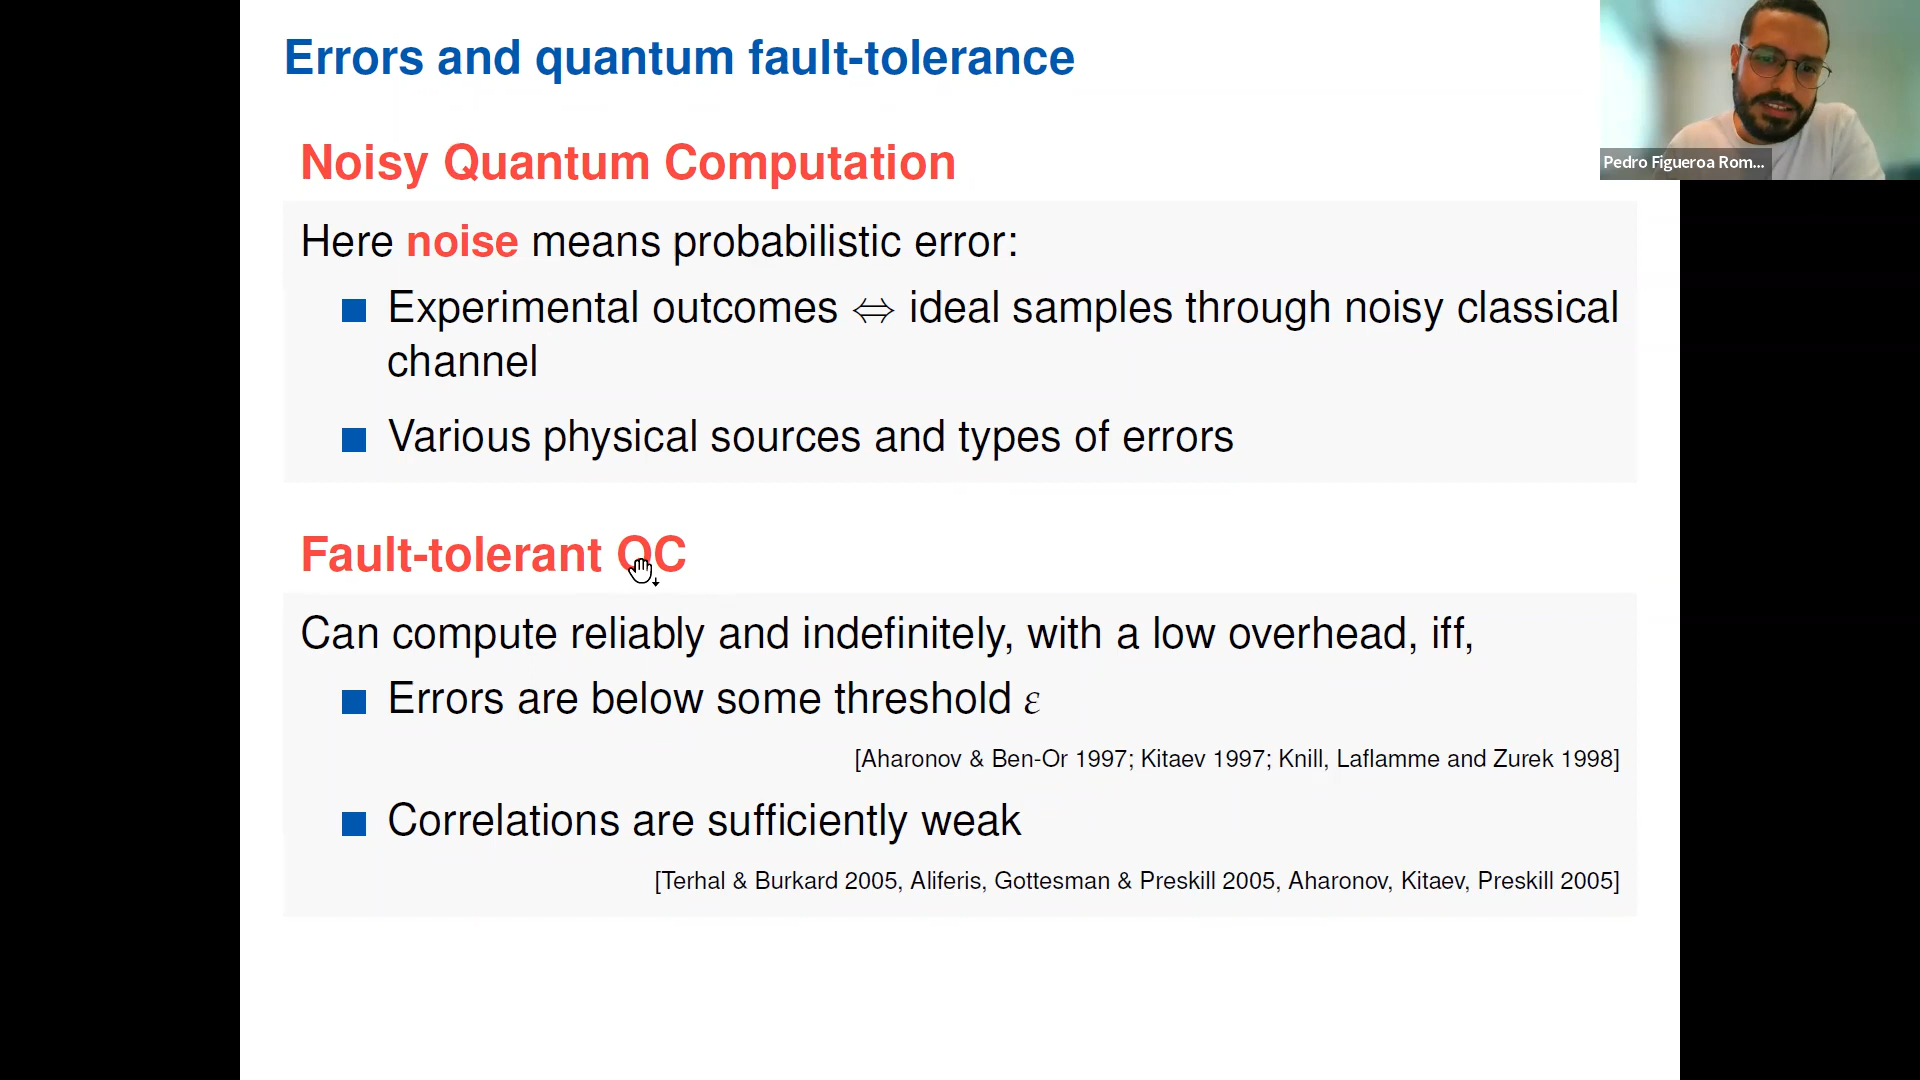 Errors and quantum fault-tolerance
Pedro Figueroa Rom...
Noisy Quantum Computation
Here noise means probabilistic error:
Experimental outcomes ⇔ ideal samples through noisy classical
channel
Various physical sources and types of errors
Fault-tolerant QC
Can compute reliably and indefinitely, with a low overhead, iff,
Errors are below some threshold ε
[Aharonov & Ben-Or 1997; Kitaev 1997; Knill, Laflamme and Zurek 1998]
Correlations are sufficiently weak
[Terhal & Burkard 2005, Aliferis, Gottesman & Preskill 2005, Aharonov, Kitaev, Preskill 2005]